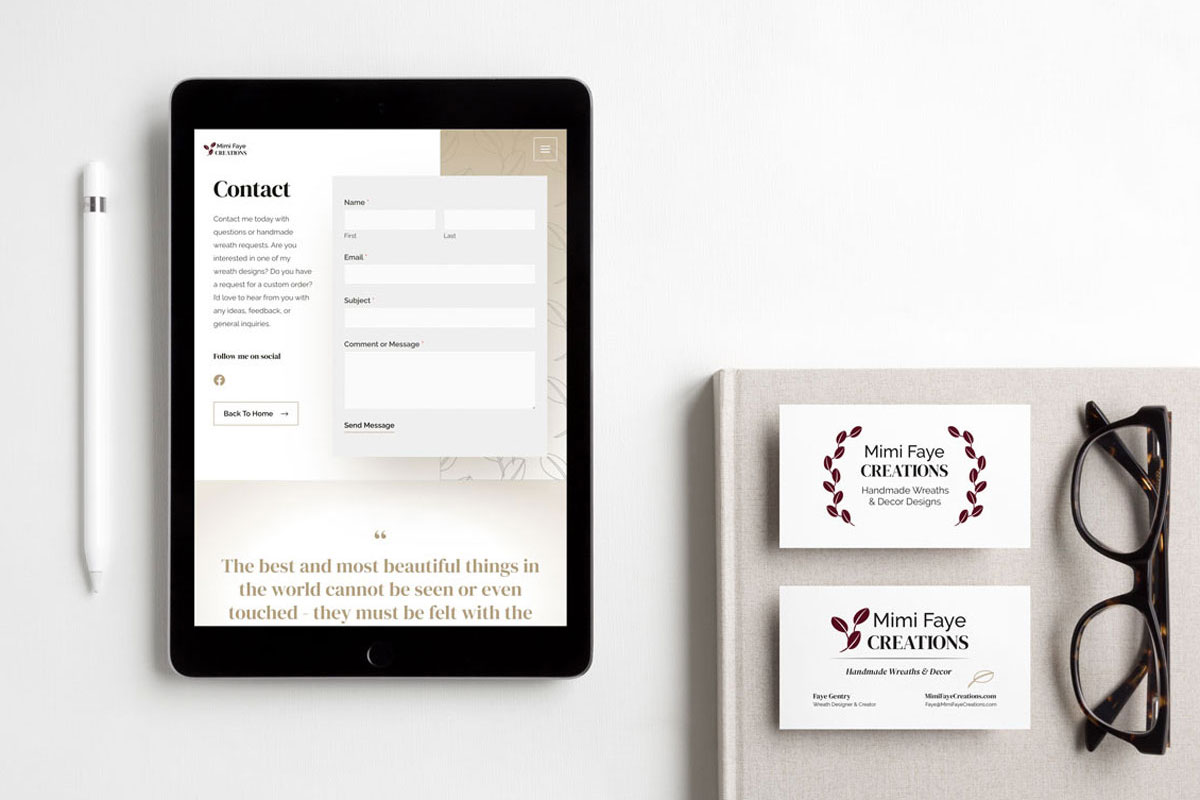 Mimi Faye
CREATIONS
Contact
Contact me today with
questions or handmade
wreath requests. Are you
interested in one of my
wreath designs? Do you have
a request for a custom order?
I'd love to hear from you with
any ideas, feedback, or
general inquiries.
Follow me on social
Back To Home →
Name *
First Last
Email *
Subject *
Comment or Message *
Send Message
“
The best and most beautiful things in
the world cannot be seen or even
touched - they must be felt with the
Mimi Faye
CREATIONS
Handmade Wreaths
& Decor Designs
Mimi Faye
CREATIONS
Handmade Wreaths & Decor
Faye Gentry
Wreath Designer & Creator
MimiFayeCreations.com
Faye@MimiFayeCreations.com